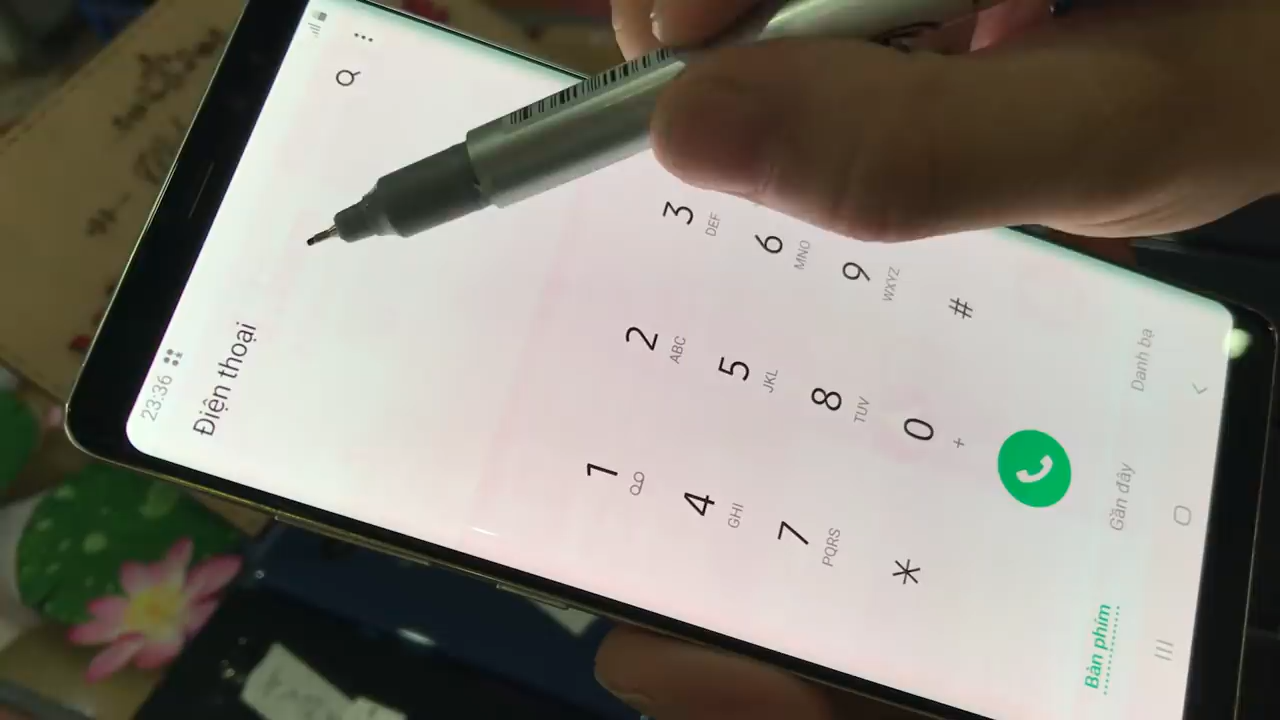 23:36
Điện thoại
1
2 ABC
3 DEF
4 GHI
5 JKL
6 MNO
7 PQRS
8 TUV
9 WXYZ
*
0 +
#
Bàn phím Gần đây Danh bạ